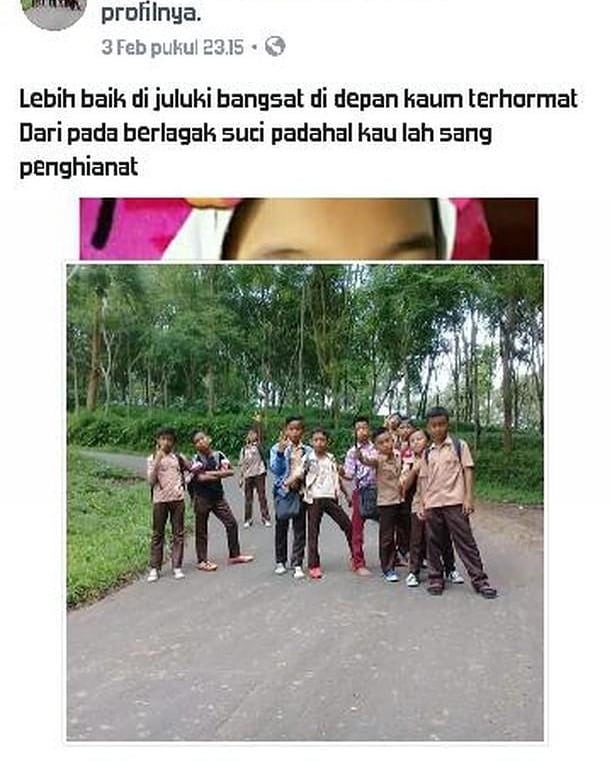 profilnya.
3 Feb pukul 23.15 •
Lebih baik di juluki bangsat di depan kaum terhormat
Dari pada berlagak suci padahal kau lah sang
penghianat